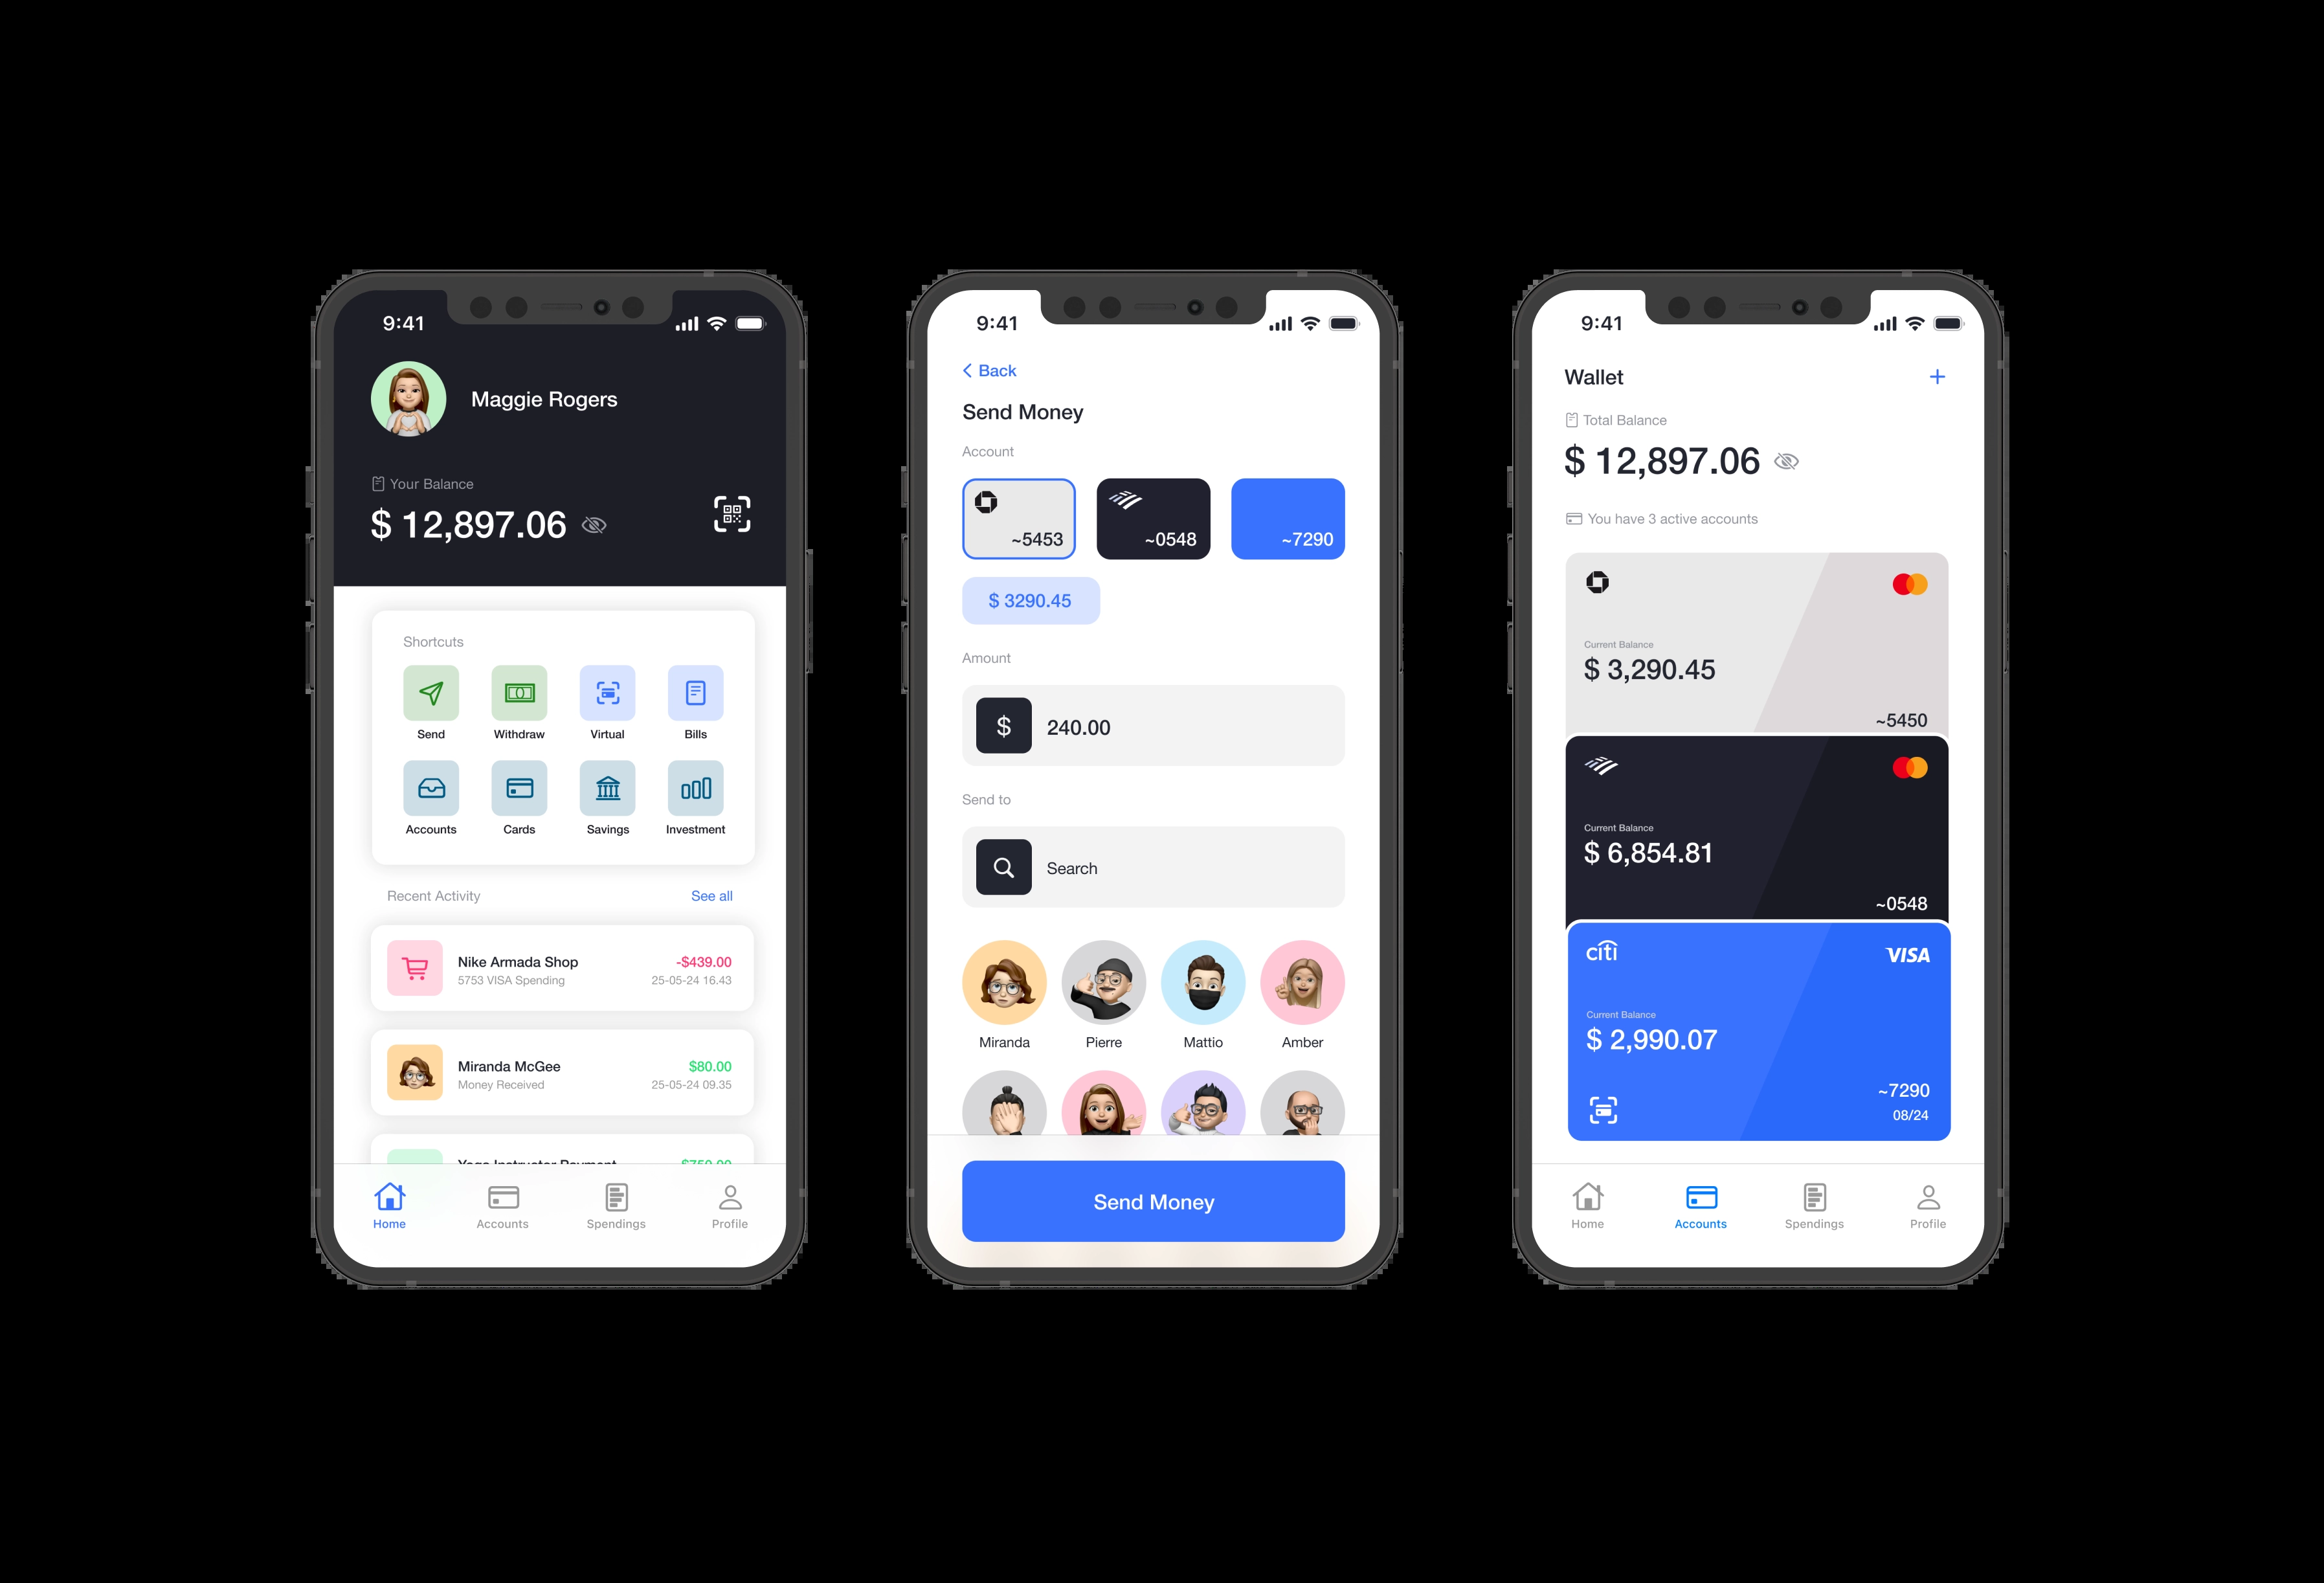 9:41
Maggie Rogers
Your Balance
$ 12,897.06
Shortcuts
Send Withdraw Virtual Bills
Accounts Cards Savings Investment
Recent Activity See all
Nike Armada Shop -$439.00
5753 VISA Spending 25-05-24 16.43
Miranda McGee $80.00
Money Received 25-05-24 09.35
Yoga Instructor Payment $750.00
Home Accounts Spendings Profile
9:41
Back
Send Money
Account
~5453 ~0548 ~7290
$ 3290.45
Amount
$ 240.00
Send to
Search
Miranda Pierre Mattio Amber
Send Money
9:41
Wallet +
Total Balance
$ 12,897.06
You have 3 active accounts
Current Balance
$ 3,290.45
~5450
Current Balance
$ 6,854.81
~0548
citi VISA
Current Balance
$ 2,990.07
~7290
08/24
Home Accounts Spendings Profile